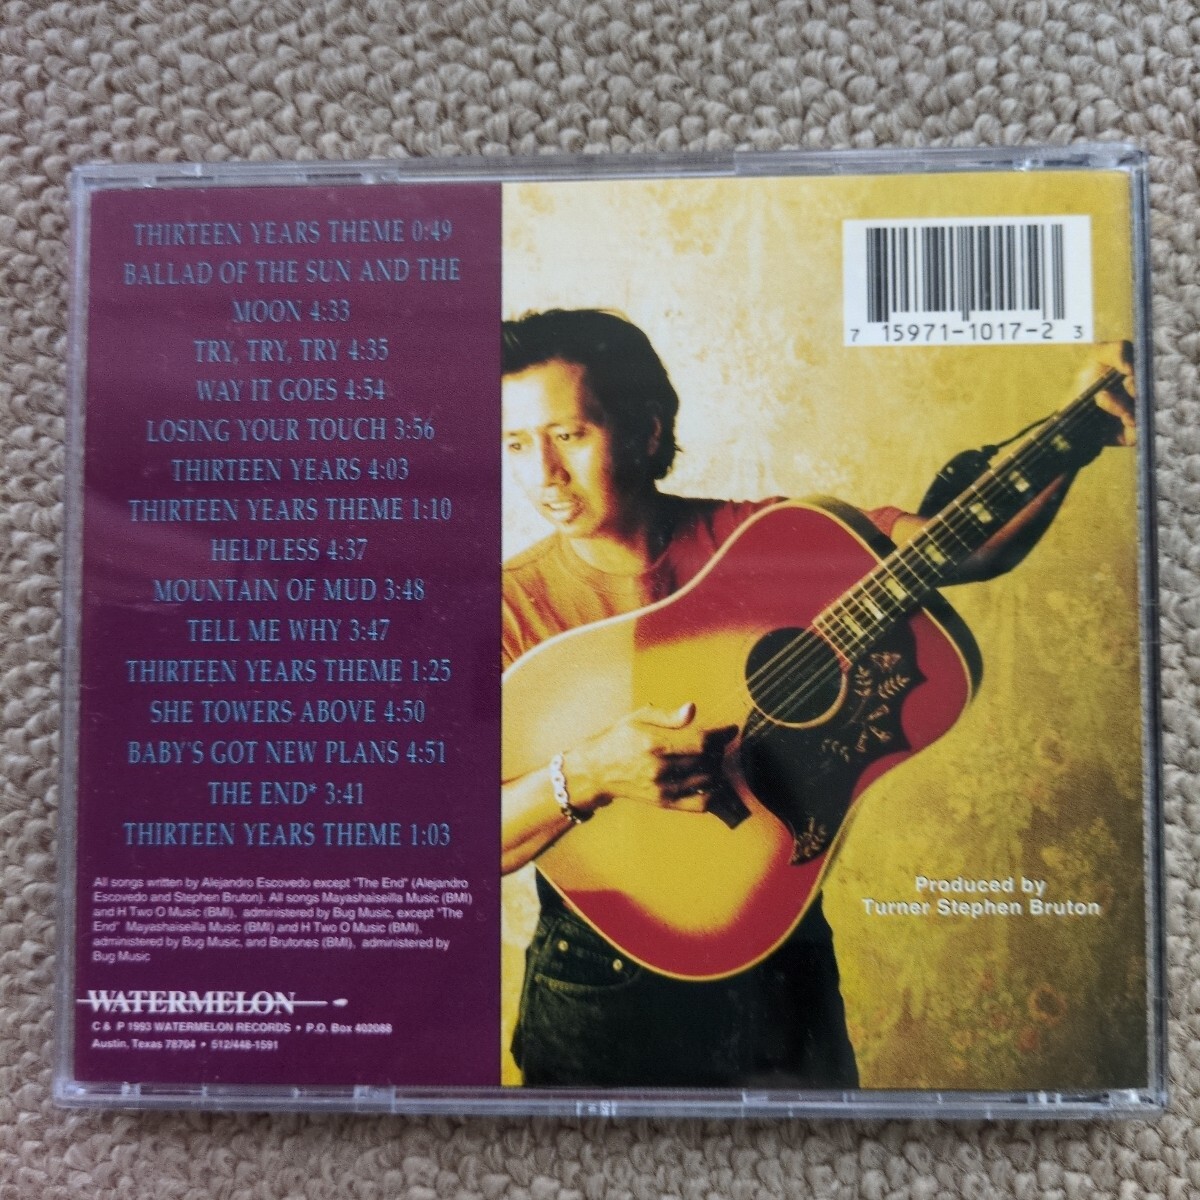 THIRTEEN YEARS THEME 0:49
BALLAD OF THE SUN AND THE
MOON 4:33
TRY, TRY, TRY 4:35
WAY IT GOES 4:54
LOSING YOUR TOUCH 3:56
THIRTEEN YEARS 4:03
THIRTEEN YEARS THEME 1:10
HELPLESS 4:37
MOUNTAIN OF MUD 3:48
TELL ME WHY 3:47
THIRTEEN YEARS THEME 1:25
SHE TOWERS ABOVE 4:50
BABY'S GOT NEW PLANS 4:51
THE END* 3:41
THIRTEEN YEARS THEME 1:03
All songs written by Alejandro Escovedo except "The End" (Alejandro
Escovedo and Stephen Bruton). All songs Mayashaiseilla Music (BMI)
and H Two O Music (BMI), administered by Bug Music, except "The
End" Mayashaiseilla Music (BMI) and H Two O Music (BMI),
administered by Bug Music, and Brutones (BMI), administered by
Bug Music
WATERMELON
C & P 1993 WATERMELON RECORDS • P.O. Box 402088
Austin, Texas 78704 • 512/448-1591
7 15971-1017-2 3
Produced by
Turner Stephen Bruton